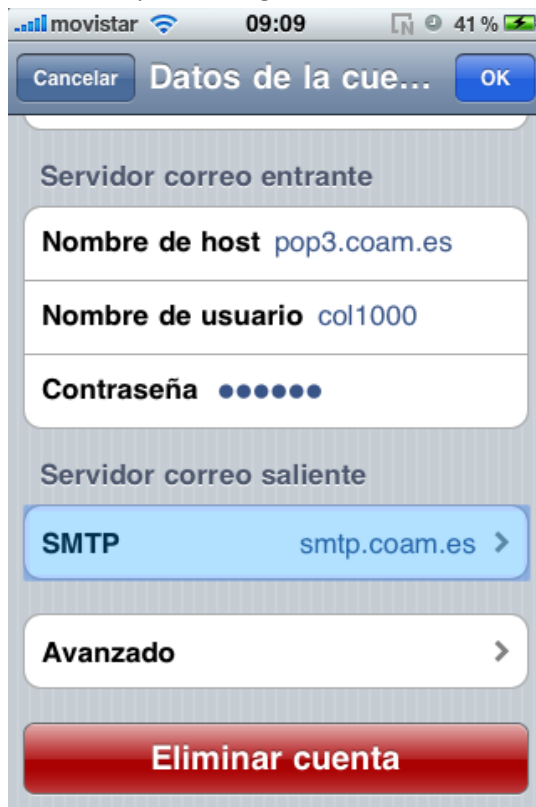 movistar 09:09 41 %
Cancelar Datos de la cue... OK
Servidor correo entrante
Nombre de host pop3.coam.es
Nombre de usuario col1000
Contraseña ●●●●●●
Servidor correo saliente
SMTP smtp.coam.es
Avanzado
Eliminar cuenta